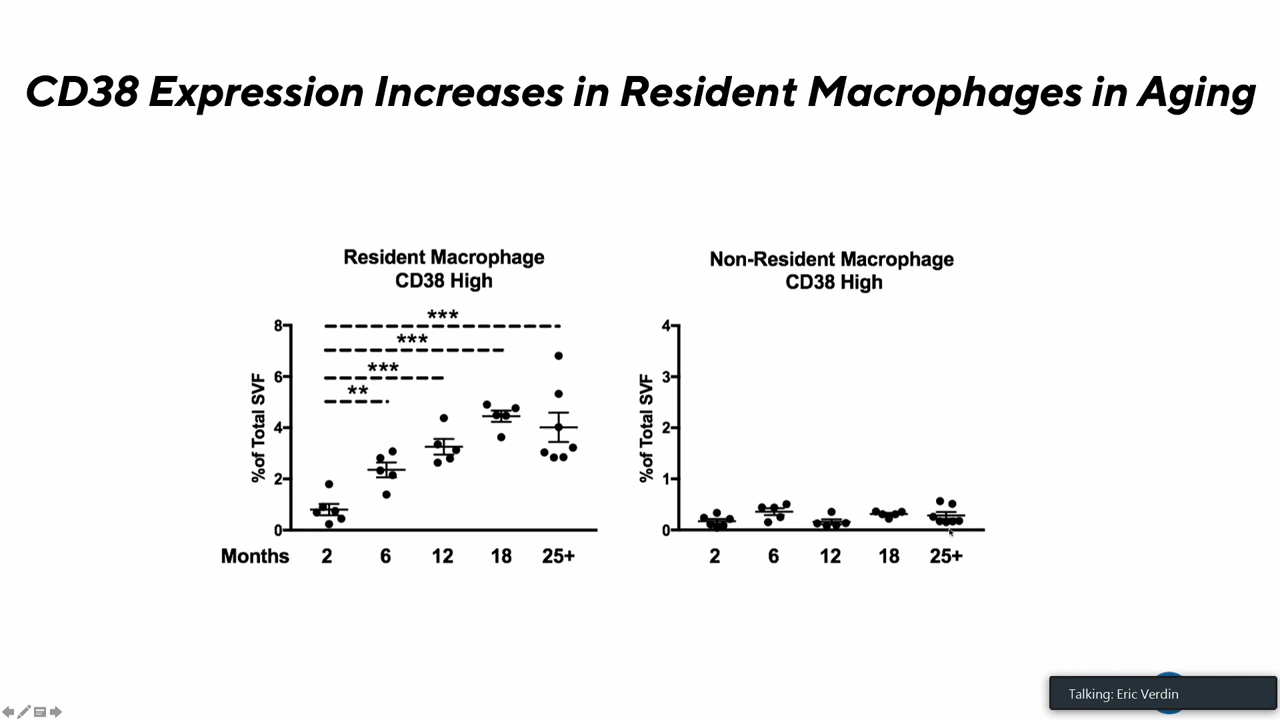 CD38 Expression Increases in Resident Macrophages in Aging
Resident Macrophage
CD38 High
%of Total SVF
8
6
4
2
0
***
***
***
**
Months 2 6 12 18 25+
Non-Resident Macrophage
CD38 High
%of Total SVF
4
3
2
1
0
2 6 12 18 25+
Talking: Eric Verdin